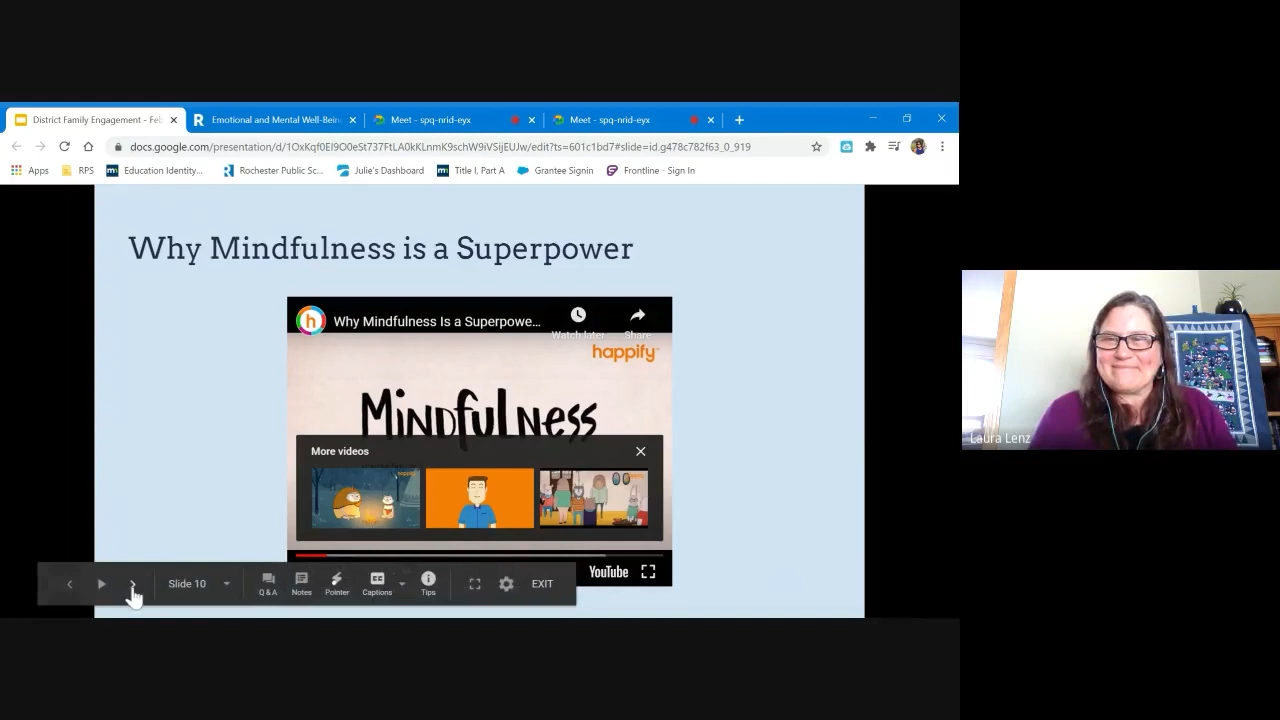 District Family Engagement - Feb
Emotional and Mental Well-Bein
Meet - spq-nrid-eyx
Meet - spq-nrid-eyx
docs.google.com/presentation/d/1OxKqf0EI9O0eSt737FtLA0kKLnmK9schW9iVSijEUJw/edit?ts=601c1bd7#slide=id.g478c782f63_0_919
Apps
RPS
Education Identity...
Rochester Public Sc...
Julie's Dashboard
Title I, Part A
Grantee Signin
Frontline - Sign In
Why Mindfulness is a Superpower
Why Mindfulness Is a Superpowe...
Watch later
Share
happify
Mindfulness
More videos
YouTube
Slide 10
Q & A
Notes
Pointer
CC
Captions
Tips
EXIT
Laura Lenz